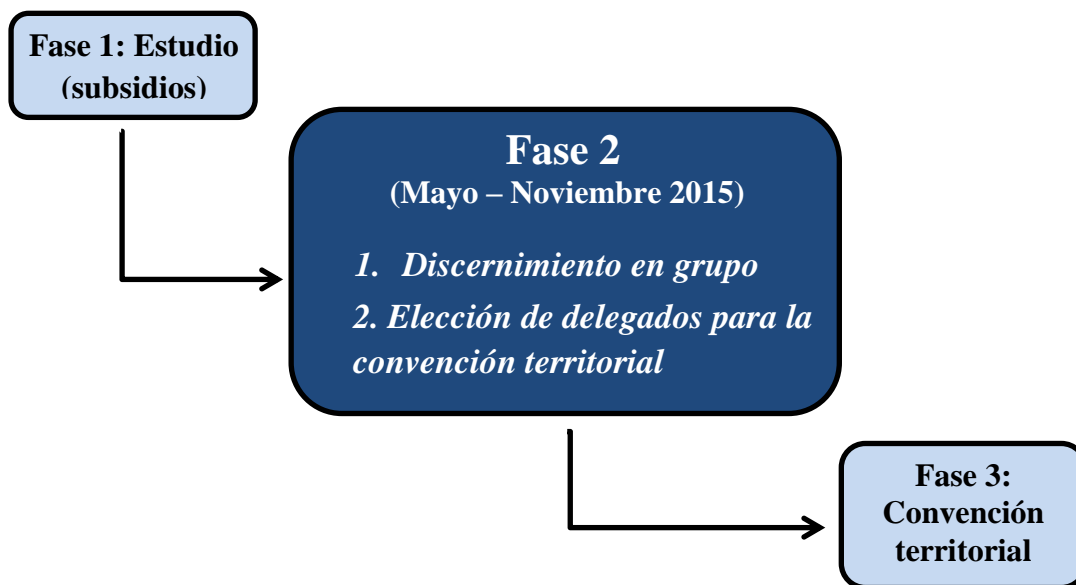 Fase 1: Estudio
(subsidios)
Fase 2
(Mayo – Noviembre 2015)
1. Discernimiento en grupo
2. Elección de delegados para la
convención territorial
Fase 3:
Convención
territorial